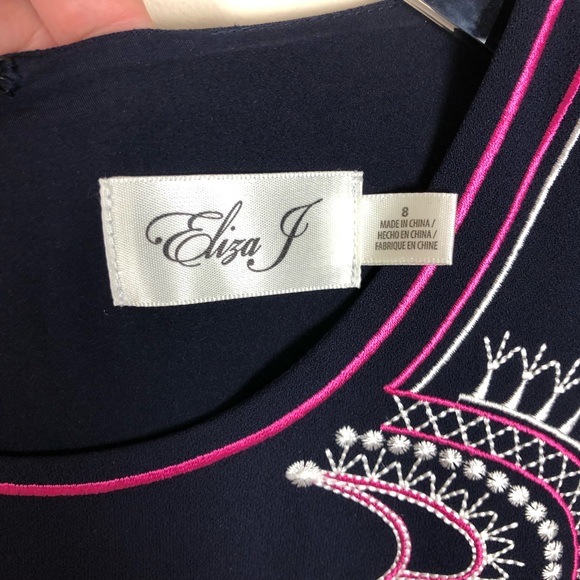 Eliza J
8
MADE IN CHINA /
HECHO EN CHINA /
FABRIQUE EN CHINE